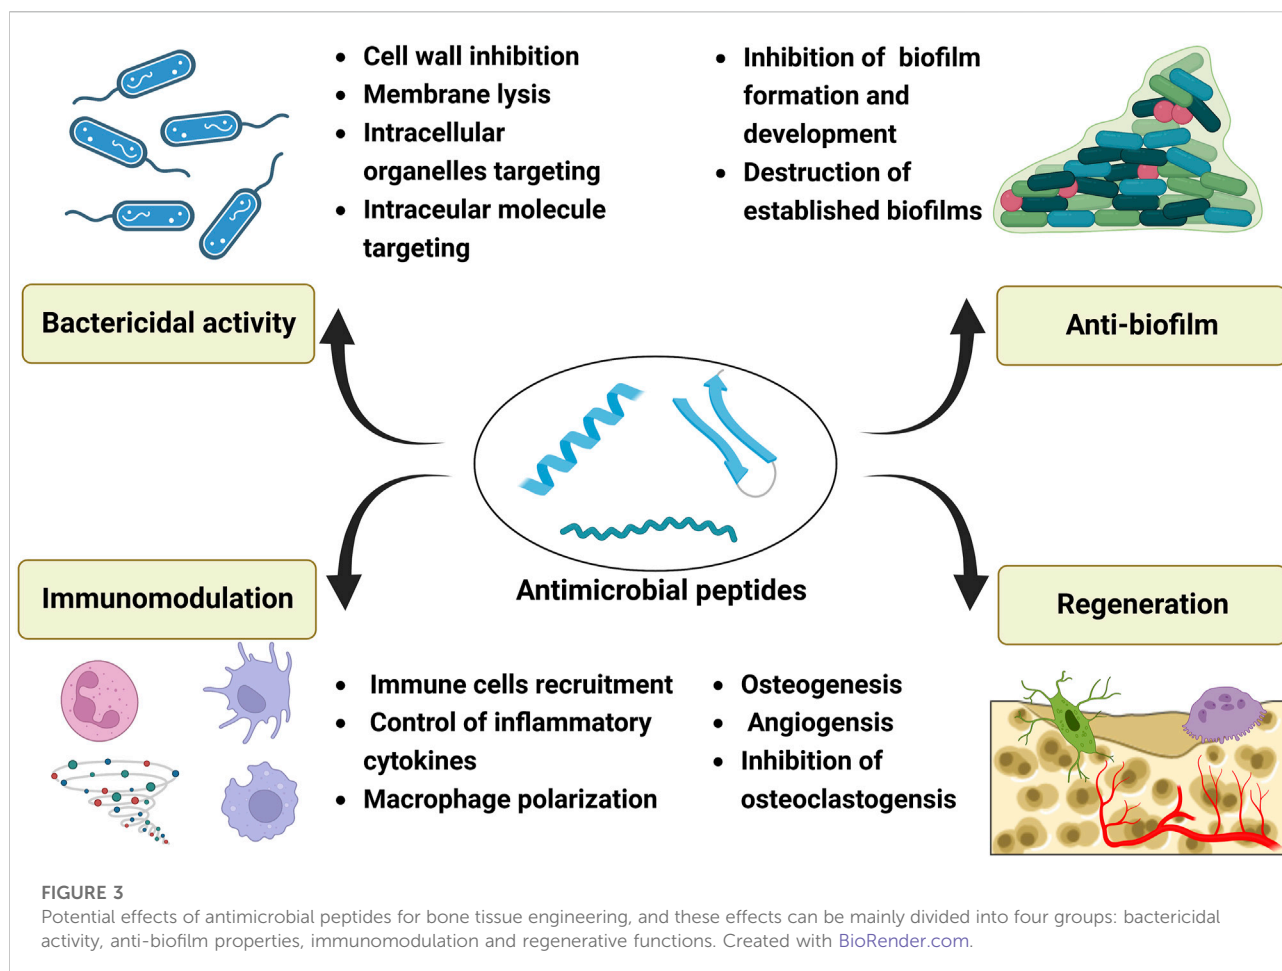 • Cell wall inhibition
• Membrane lysis
• Intracellular
organelles targeting
• Intraceular molecule
targeting
• Inhibition of biofilm
formation and
development
• Destruction of
established biofilms
Bactericidal activity
Anti-biofilm
Antimicrobial peptides
Immunomodulation
Regeneration
• Immune cells recruitment
• Control of inflammatory
cytokines
• Macrophage polarization
• Osteogenesis
• Angiogensis
• Inhibition of
osteoclastogensis
FIGURE 3
Potential effects of antimicrobial peptides for bone tissue engineering, and these effects can be mainly divided into four groups: bactericidal
activity, anti-biofilm properties, immunomodulation and regenerative functions. Created with BioRender.com.